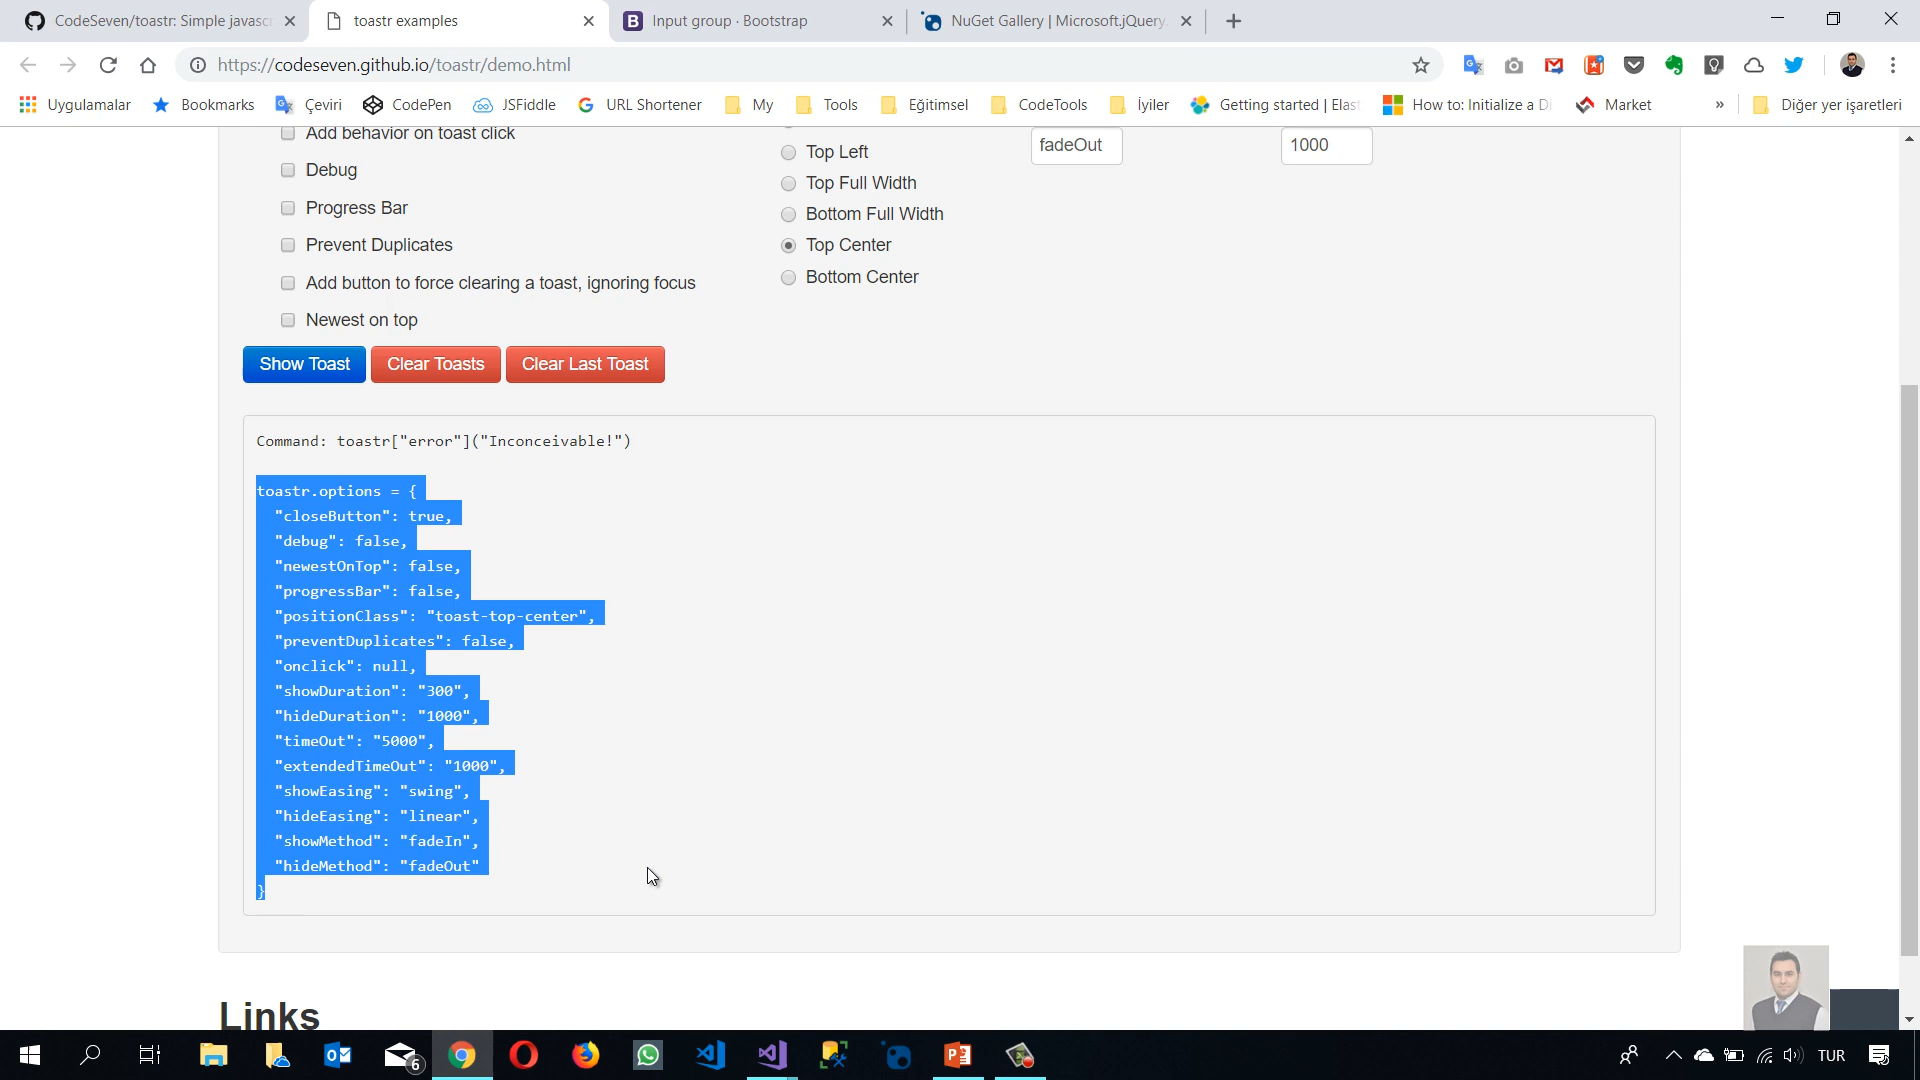 CodeSeven/toastr: Simple javascr
toastr examples
Input group · Bootstrap
NuGet Gallery | Microsoft.jQuery.
https://codeseven.github.io/toastr/demo.html
Uygulamalar
Bookmarks
Çeviri
CodePen
JSFiddle
URL Shortener
My
Tools
Eğitimsel
CodeTools
İyiler
Getting started | Elast
How to: Initialize a D
Market
»
Diğer yer işaretleri
Add behavior on toast click
Debug
Progress Bar
Prevent Duplicates
Add button to force clearing a toast, ignoring focus
Newest on top
Top Left
Top Full Width
Bottom Full Width
Top Center
Bottom Center
fadeOut
1000
Show Toast
Clear Toasts
Clear Last Toast
Command: toastr["error"]("Inconceivable!")
toastr.options = {
"closeButton": true,
"debug": false,
"newestOnTop": false,
"progressBar": false,
"positionClass": "toast-top-center",
"preventDuplicates": false,
"onclick": null,
"showDuration": "300",
"hideDuration": "1000",
"timeOut": "5000",
"extendedTimeOut": "1000",
"showEasing": "swing",
"hideEasing": "linear",
"showMethod": "fadeIn",
"hideMethod": "fadeOut"
}
Links
6
TUR